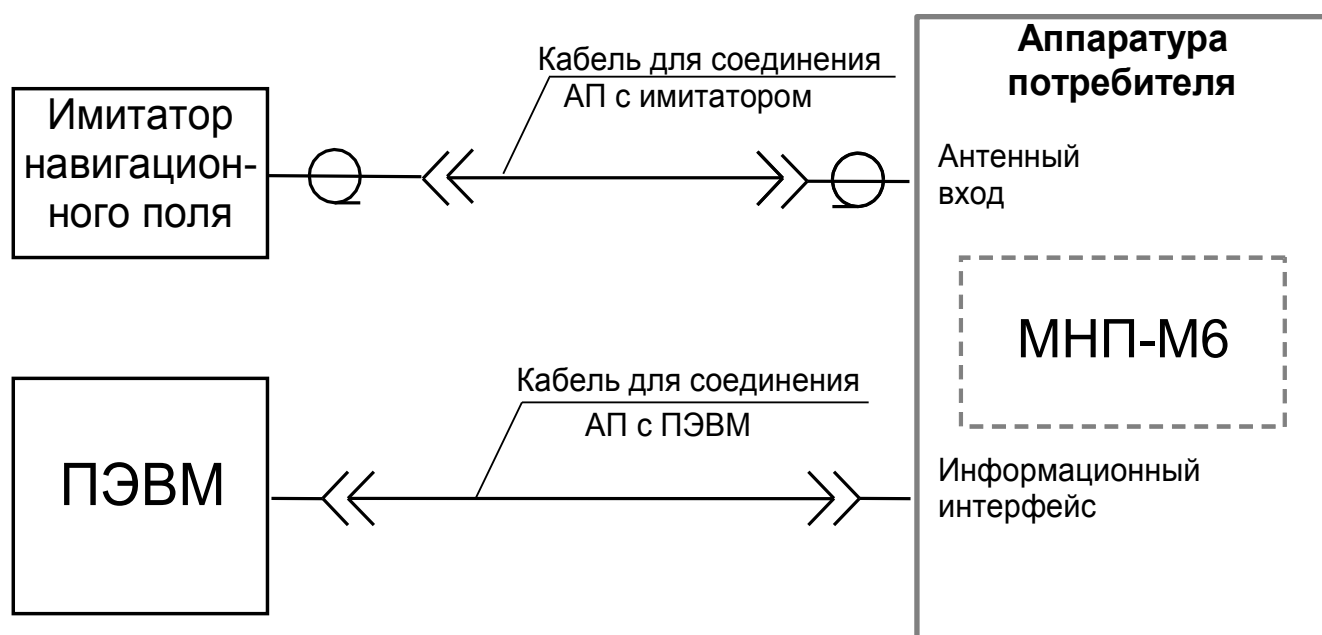 Имитатор
навигацион-
ного поля
Кабель для соединения
АП с имитатором
Аппаратура
потребителя
Антенный
вход
МНП-М6
ПЭВМ
Кабель для соединения
АП с ПЭВМ
Информационный
интерфейс